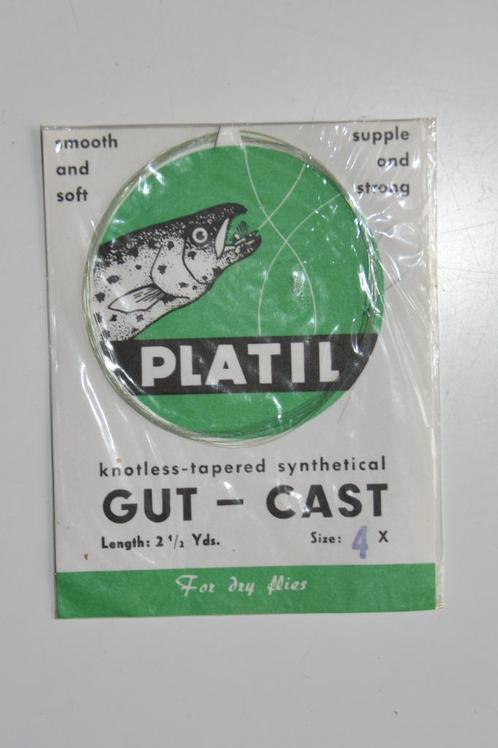 smooth
and
soft
supple
and
strong
PLATIL
knotless-tapered synthetical
GUT – CAST
Length: 2 1/2 Yds.
Size: 4 X
For dry flies